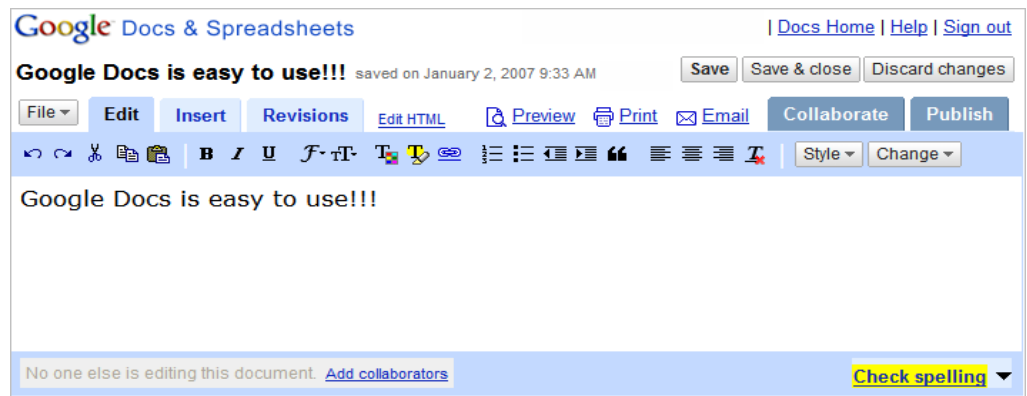 Google Docs & Spreadsheets | Docs Home | Help | Sign out
Google Docs is easy to use!!! saved on January 2, 2007 9:33 AM Save Save & close Discard changes
File Edit Insert Revisions Edit HTML Preview Print Email Collaborate Publish
B I U F TT T T T Style Change
Google Docs is easy to use!!!
No one else is editing this document. Add collaborators Check spelling